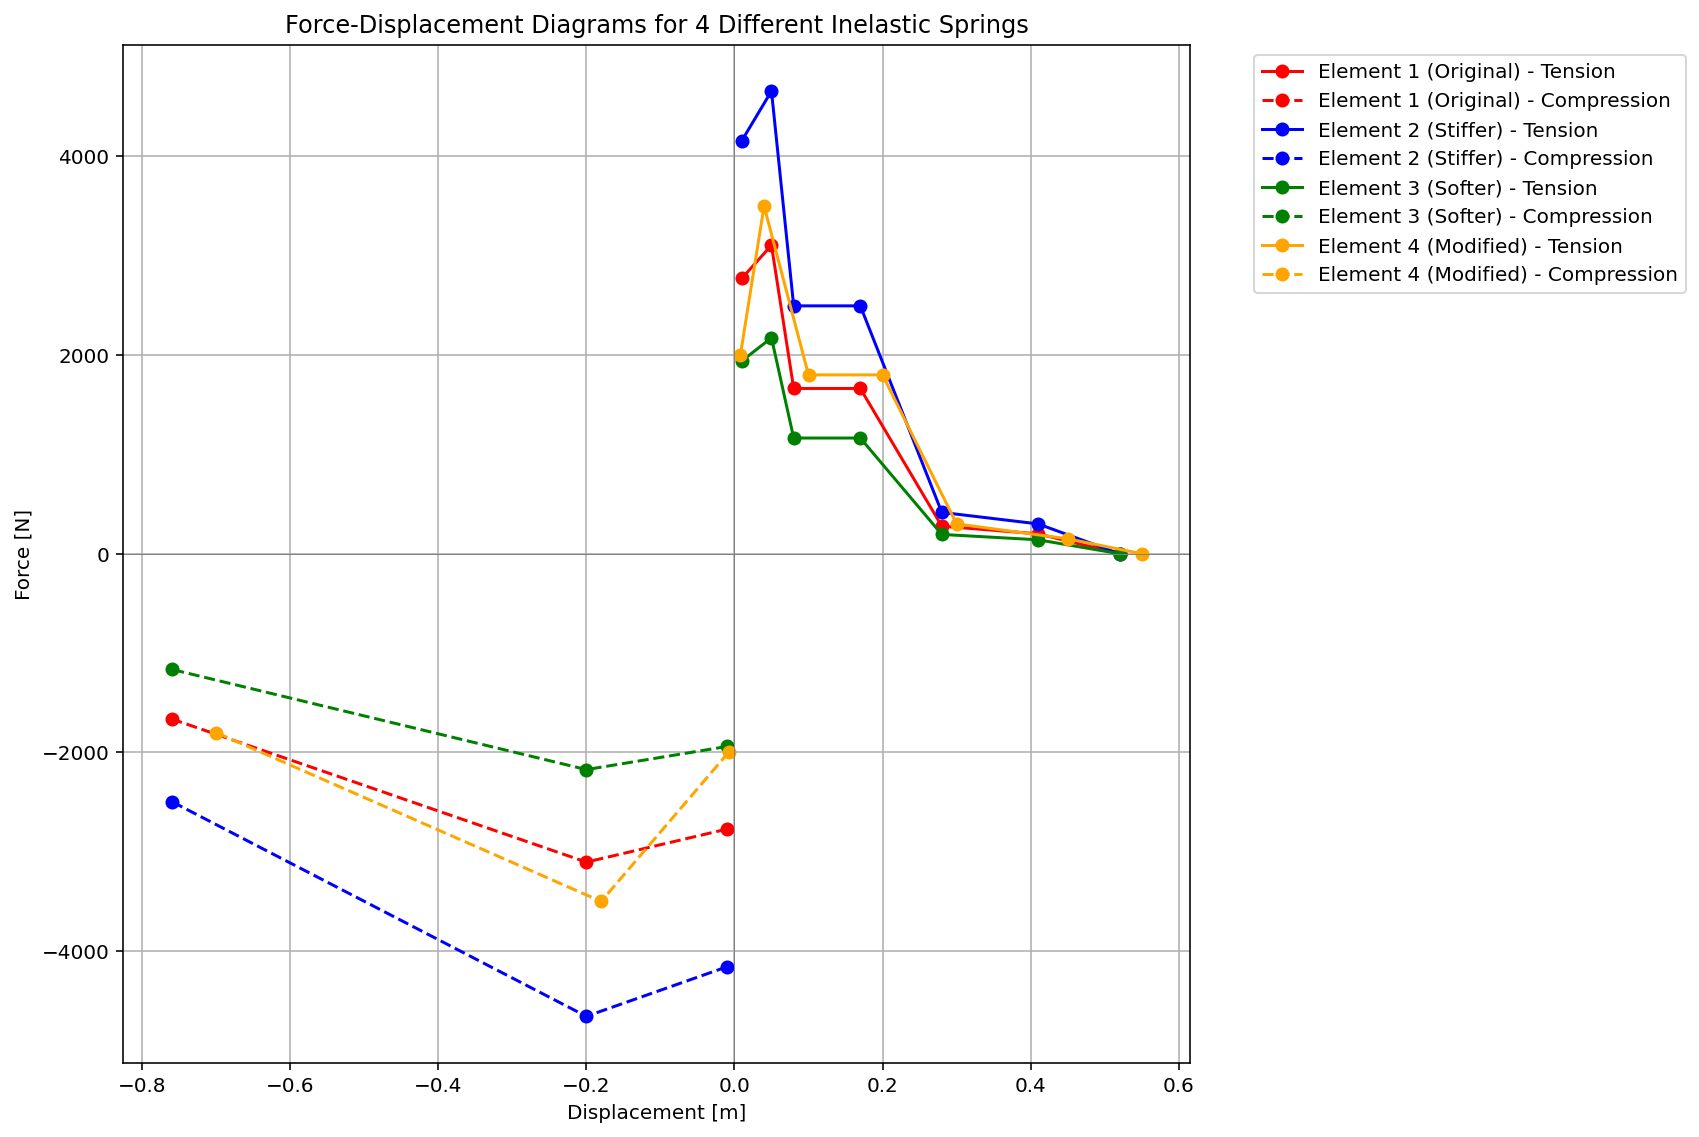 Force-Displacement Diagrams for 4 Different Inelastic Springs
Element 1 (Original) - Tension
Element 1 (Original) - Compression
Element 2 (Stiffer) - Tension
Element 2 (Stiffer) - Compression
Element 3 (Softer) - Tension
Element 3 (Softer) - Compression
Element 4 (Modified) - Tension
Element 4 (Modified) - Compression
Force [N]
4000
2000
0
−2000
−4000
−0.8 −0.6 −0.4 −0.2 0.0 0.2 0.4 0.6
Displacement [m]